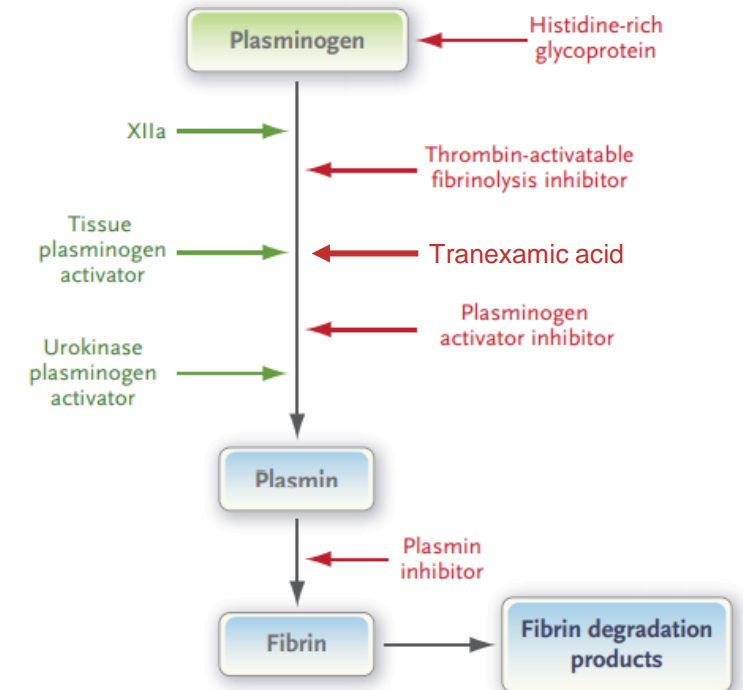 Plasminogen
Histidine-rich
glycoprotein
XIIa
Thrombin-activatable
fibrinolysis inhibitor
Tissue
plasminogen
activator
Tranexamic acid
Plasminogen
activator inhibitor
Urokinase
plasminogen
activator
Plasmin
Plasmin
inhibitor
Fibrin
Fibrin degradation
products